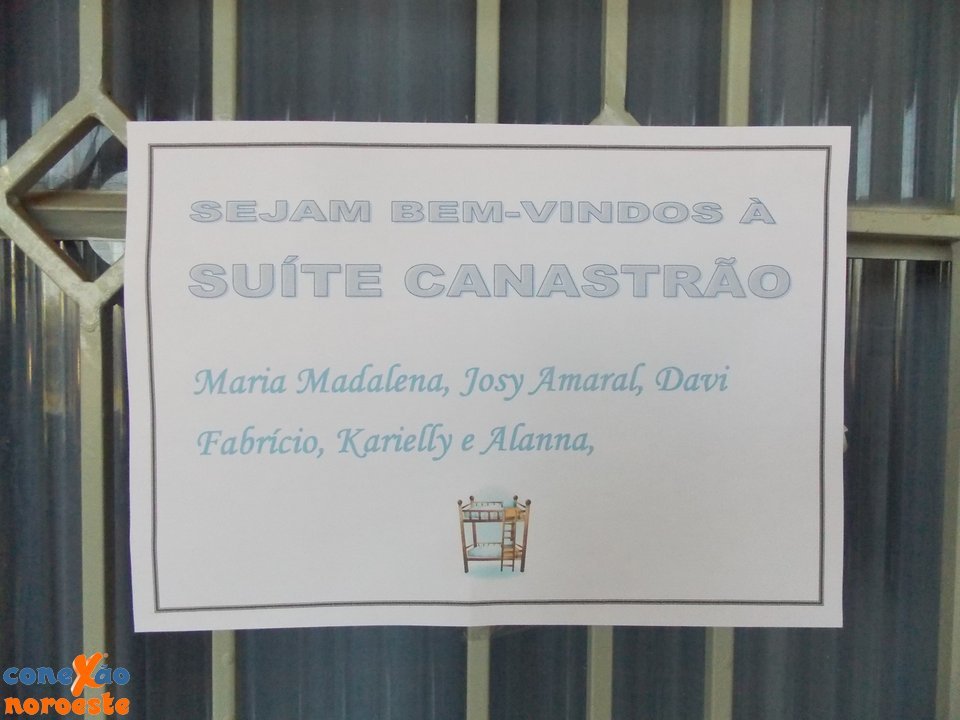 SEJAM BEM-VINDOS À
SUÍTE CANASTRÃO
Maria Madalena, Josy Amaral, Davi
Fabrício, Karielly e Alanna,
coneXão
noroeste